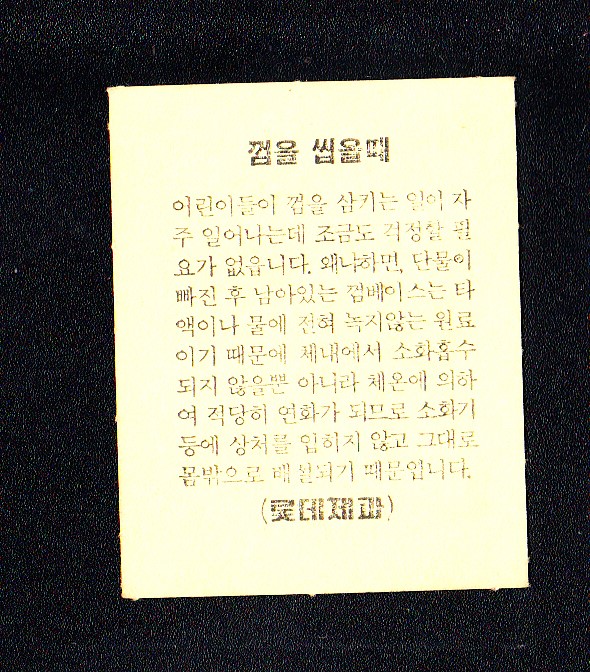 껌을 씹을때
어린이들이 껌을 삼키는 일이 자
주 일어나는데 조금도 걱정할 필
요가 없읍니다. 왜냐하면, 단물이
빠진 후 남아있는 껌베이스는 타
액이나 물에 전혀 녹지않는 원료
이기 때문에 체내에서 소화흡수
되지 않을뿐 아니라 체온에 의하
여 적당히 연화가 되므로 소화기
등에 상처를 입히지 않고 그대로
몸밖으로 배설되기 때문입니다.
(롯데제과)